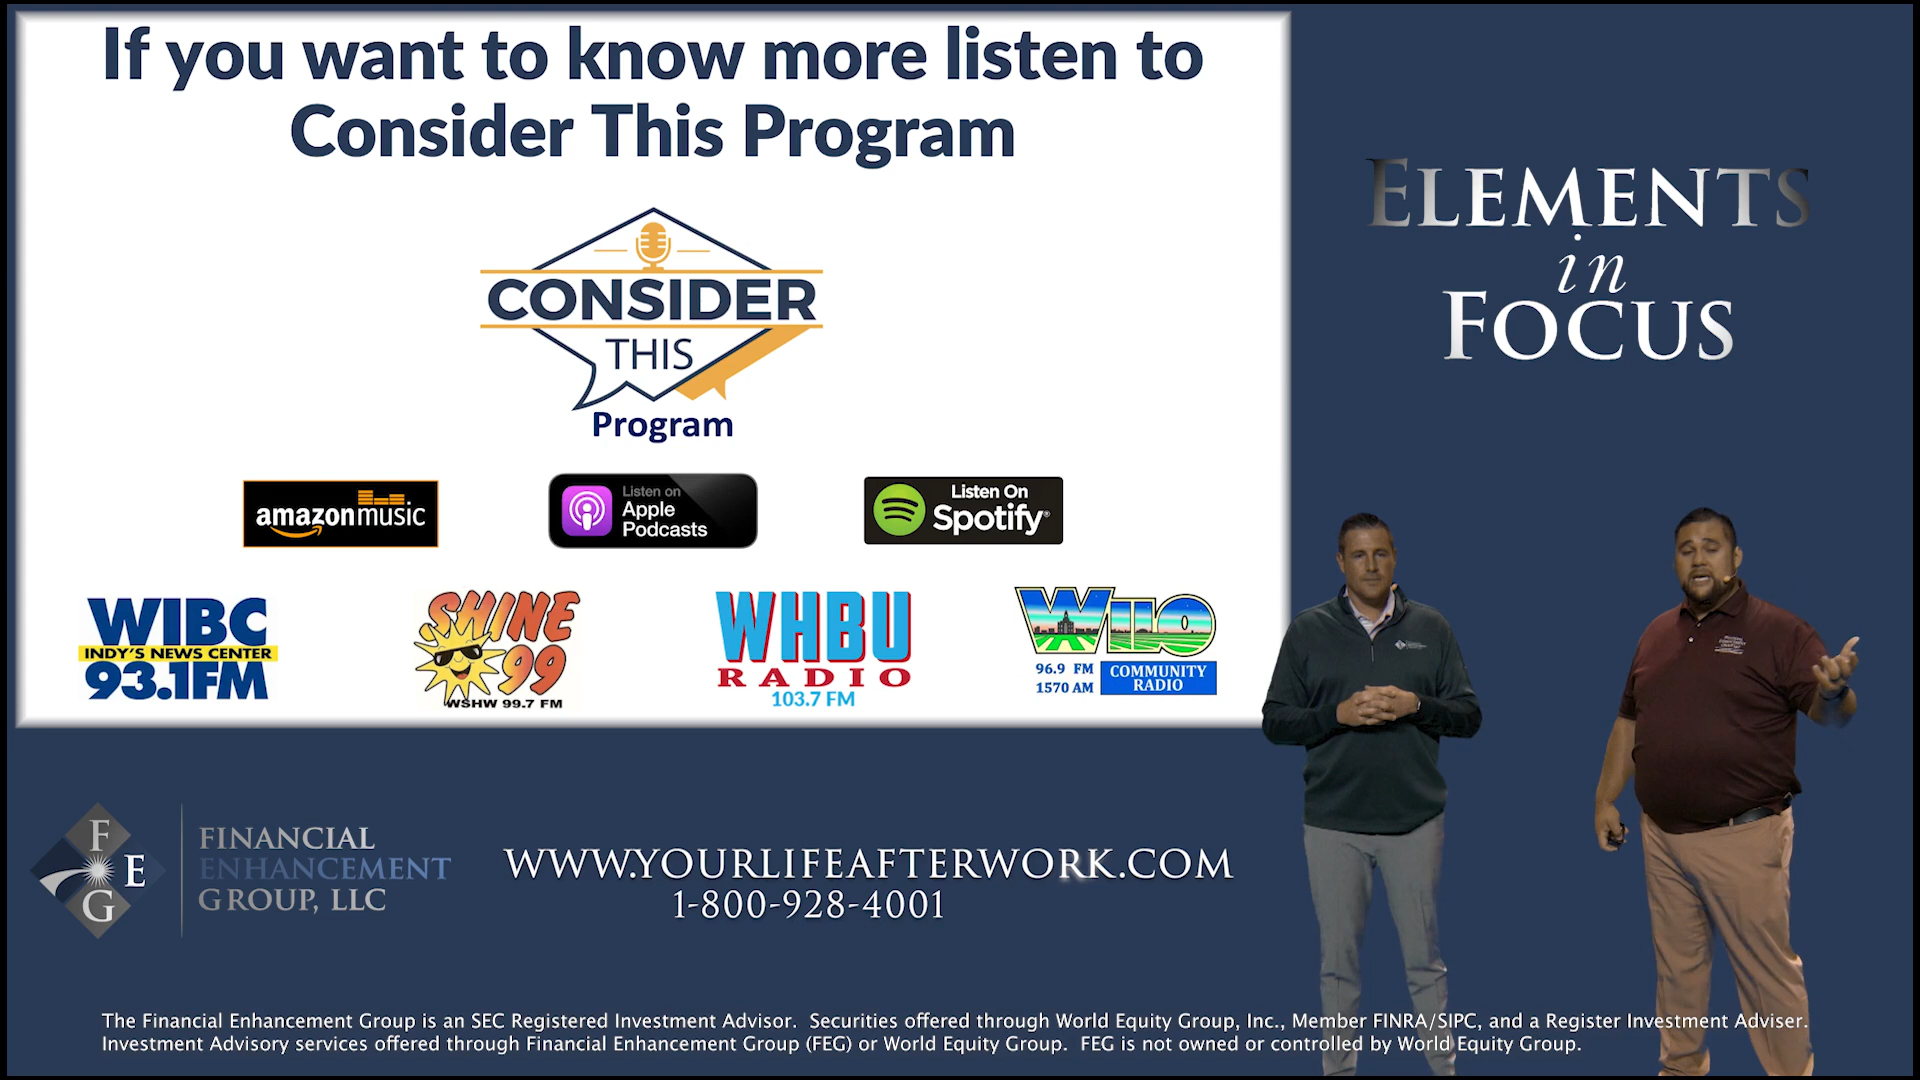 If you want to know more listen to
Consider This Program
CONSIDER
THIS
Program
amazonmusic
Listen on
Apple
Podcasts
Listen On
Spotify
WIBC
INDY'S NEWS CENTER
93.1FM
SHINE
99
WSHW 99.7 FM
WHBU
RADIO
103.7 FM
WILO
96.9 FM
1570 AM
COMMUNITY
RADIO
ELEMENTS
in
FOCUS
F
E
G
FINANCIAL
ENHANCEMENT
GROUP, LLC
WWW.YOURLIFEAFTERWORK.COM
1-800-928-4001
The Financial Enhancement Group is an SEC Registered Investment Advisor. Securities offered through World Equity Group, Inc., Member FINRA/SIPC, and a Register Investment Adviser.
Investment Advisory services offered through Financial Enhancement Group (FEG) or World Equity Group. FEG is not owned or controlled by World Equity Group.